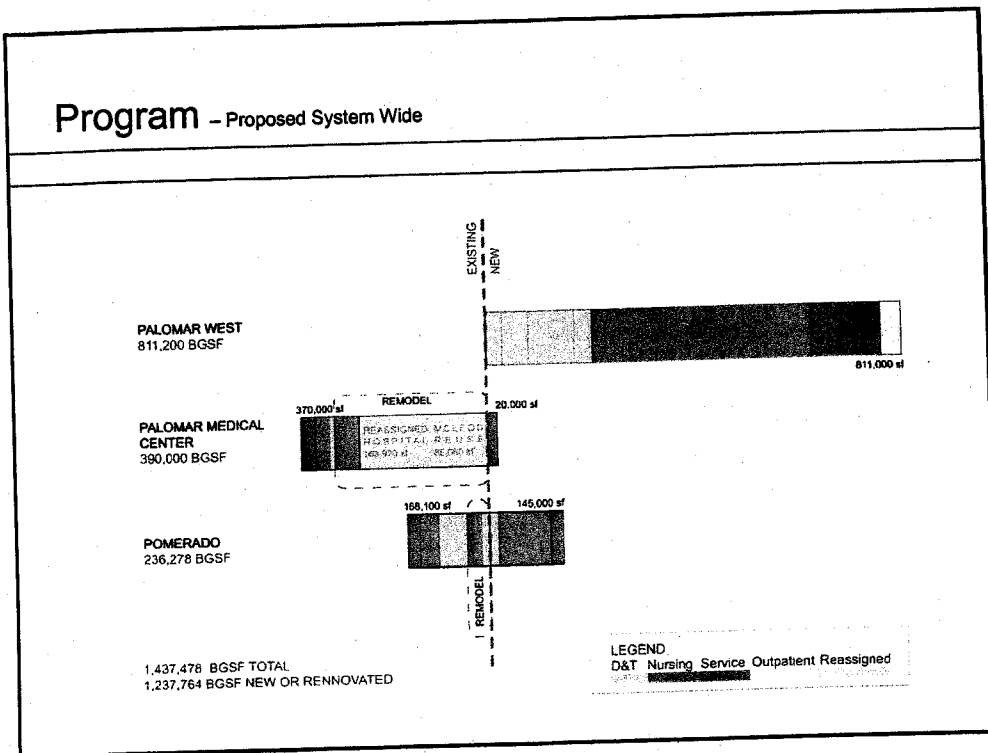 Program – Proposed System Wide
EXISTING
NEW
PALOMAR WEST
811,200 BGSF
811,000 sf
REMODEL
370,000 sf
20,000 sf
PALOMAR MEDICAL
CENTER
390,000 BGSF
REASSIGNED MCLEOD
HOSPITAL REUSE
168,100 sf
145,000 sf
POMERADO
236,278 BGSF
REMODEL
1,437,478 BGSF TOTAL
1,237,764 BGSF NEW OR RENNOVATED
LEGEND
D&T Nursing Service Outpatient Reassigned